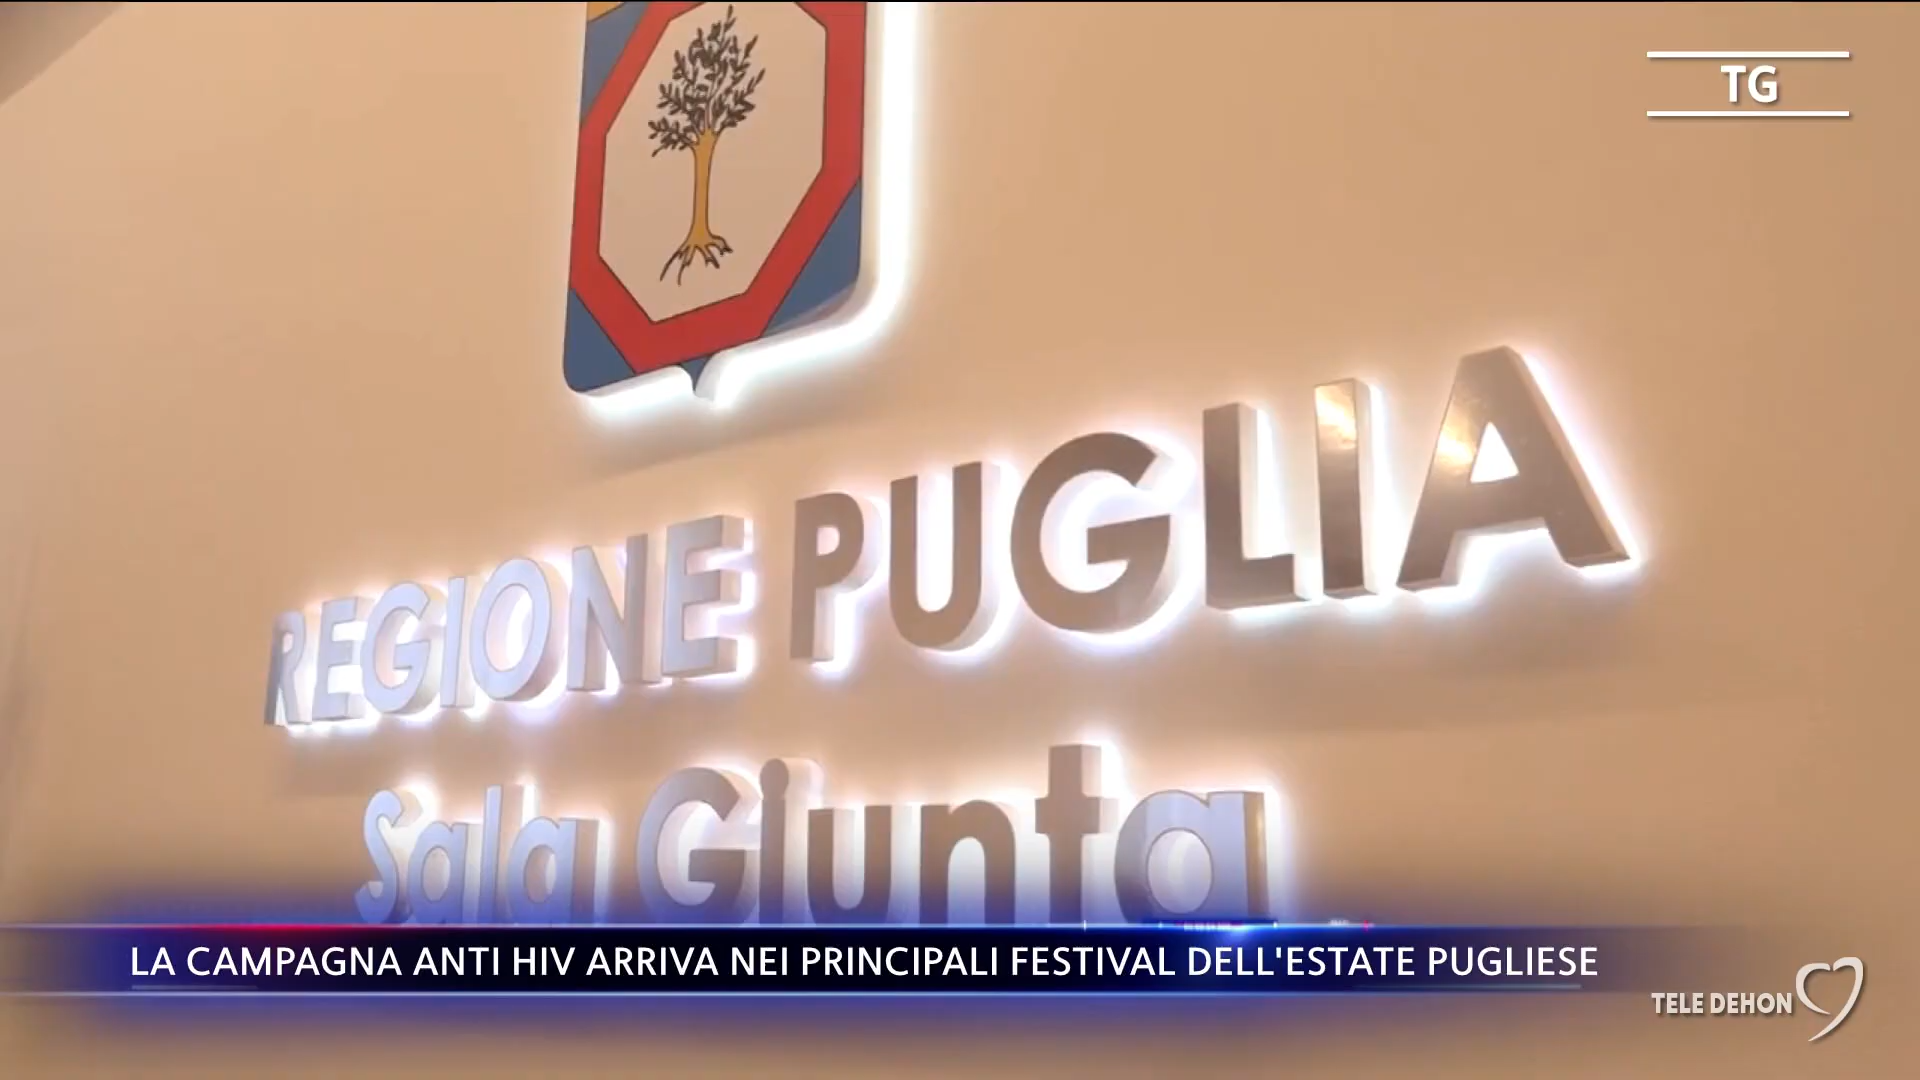 TG
REGIONE PUGLIA
Sala Giunta
LA CAMPAGNA ANTI HIV ARRIVA NEI PRINCIPALI FESTIVAL DELL'ESTATE PUGLIESE
TELE DEHON